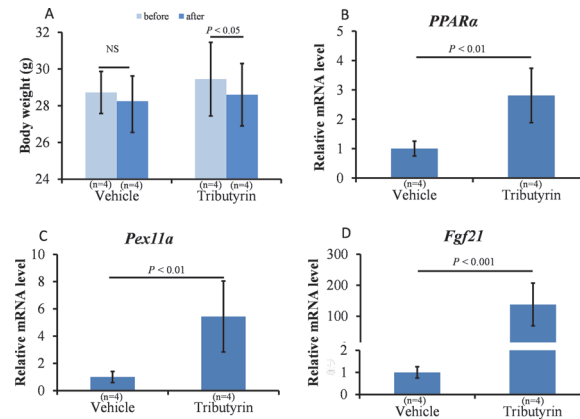 A
before after
Body weight (g)
32
30
28
26
24
NS
P < 0.05
(n=4) (n=4) (n=4) (n=4)
Vehicle Tributyrin
B
PPARα
Relative mRNA level
5
4
3
2
1
0
P < 0.01
(n=4) (n=4)
Vehicle Tributyrin
C
Pex11a
Relative mRNA level
10
8
6
4
2
0
P < 0.01
(n=4) (n=4)
Vehicle Tributyrin
D
Fgf21
Relative mRNA level
300
200
100
2
1
0
P < 0.001
(n=4) (n=4)
Vehicle Tributyrin